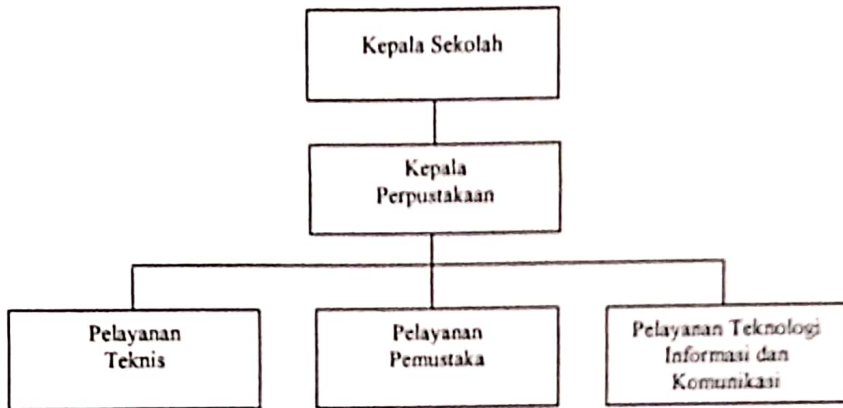 Kepala Sekolah
Kepala
Perpustakaan
Pelayanan
Teknis
Pelayanan
Pemustaka
Pelayanan Teknologi
Informasi dan
Komunikasi